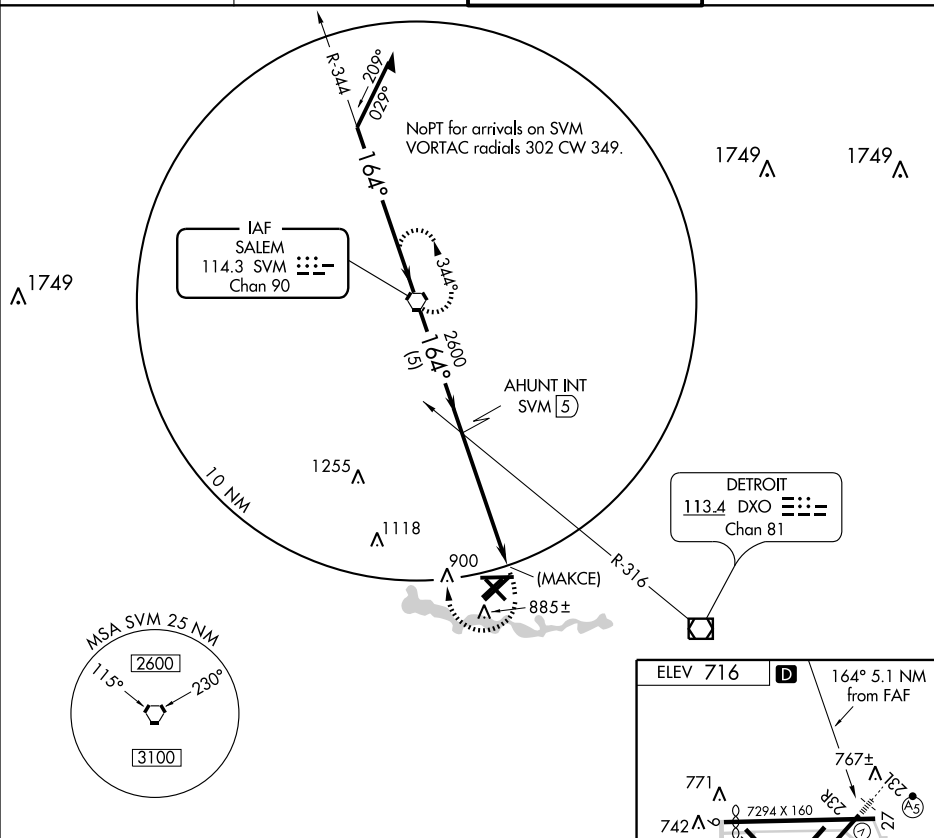 R-344
209°
029°
NoPT for arrivals on SVM
VORTAC radials 302 CW 349.
1749
1749
164°
IAF
SALEM
114.3 SVM
Chan 90
344°
1749
2600
164°
(5)
AHUNT INT
SVM 5
1255
10 NM
1118
DETROIT
113.4 DXO
Chan 81
R-316
900
(MAKCE)
885±
MSA SVM 25 NM
2600
115°
230°
3100
ELEV 716
D
164° 5.1 NM
from FAF
767±
771
23R
23L
A5
7294 X 160
742
27